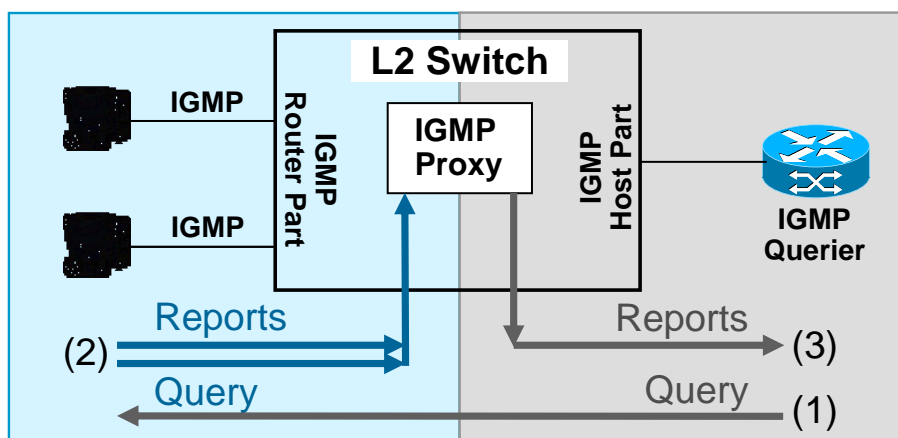 L2 Switch
IGMP
IGMP
Router Part
IGMP
Proxy
IGMP
Host Part
IGMP
IGMP
Querier
Reports
Reports
(2)
(3)
Query
Query
(1)